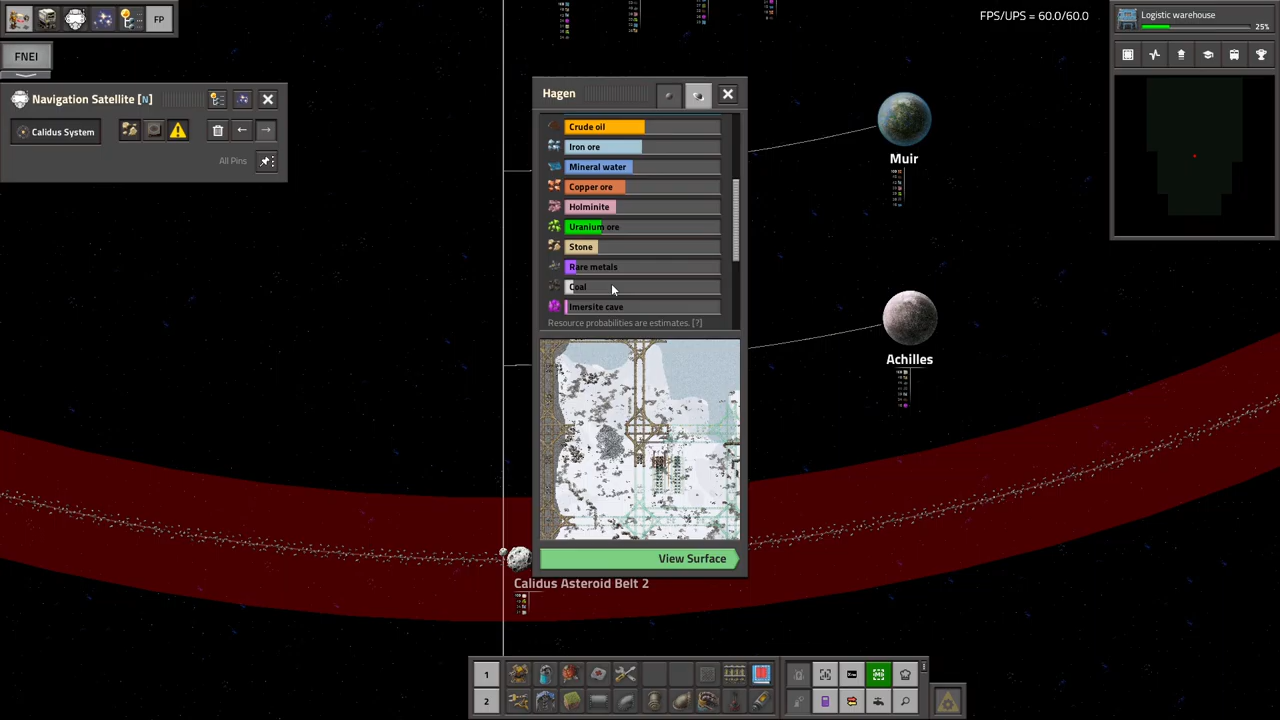 FP
FPS/UPS = 60.0/60.0
Logistic warehouse
25%
FNEI
Navigation Satellite [N]
Calidus System
All Pins
Hagen
Crude oil
Iron ore
Mineral water
Copper ore
Holminite
Uranium ore
Stone
Rare metals
Coal
Imersite cave
Resource probabilities are estimates. [?]
View Surface
Muir
Achilles
Calidus Asteroid Belt 2
1
2